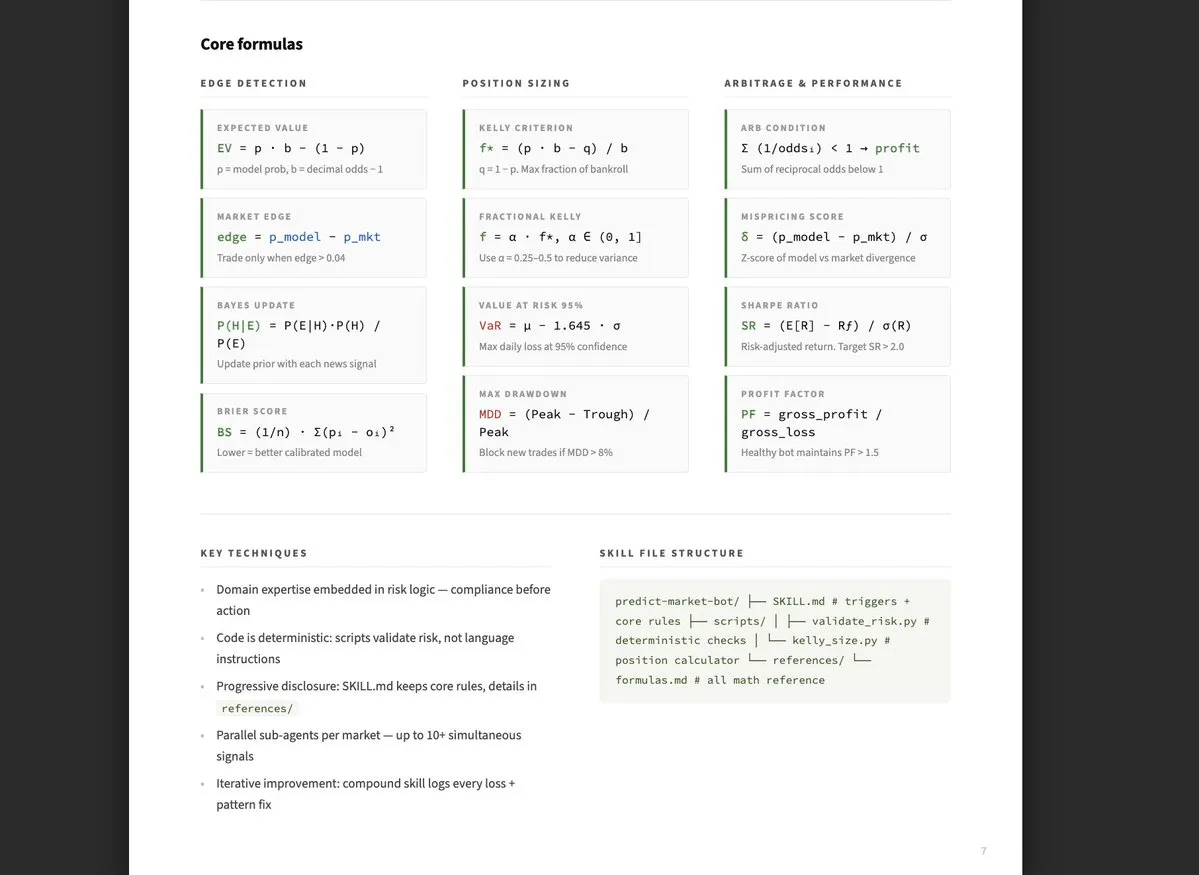 Core formulas
EDGE DETECTION
EXPECTED VALUE
EV = p · b − (1 − p)
p = model prob, b = decimal odds − 1
MARKET EDGE
edge = p_model − p_mkt
Trade only when edge > 0.04
BAYES UPDATE
P(H|E) = P(E|H)·P(H) /
P(E)
Update prior with each news signal
BRIER SCORE
BS = (1/n) · Σ(pᵢ − oᵢ)²
Lower = better calibrated model
POSITION SIZING
KELLY CRITERION
f* = (p · b − q) / b
q = 1 − p. Max fraction of bankroll
FRACTIONAL KELLY
f = α · f*, α ∈ (0, 1]
Use α = 0.25–0.5 to reduce variance
VALUE AT RISK 95%
VaR = μ − 1.645 · σ
Max daily loss at 95% confidence
MAX DRAWDOWN
MDD = (Peak − Trough) /
Peak
Block new trades if MDD > 8%
ARBITRAGE & PERFORMANCE
ARB CONDITION
Σ (1/oddsᵢ) < 1 → profit
Sum of reciprocal odds below 1
MISPRICING SCORE
δ = (p_model − p_mkt) / σ
Z-score of model vs market divergence
SHARPE RATIO
SR = (E[R] − Rƒ) / σ(R)
Risk-adjusted return. Target SR > 2.0
PROFIT FACTOR
PF = gross_profit /
gross_loss
Healthy bot maintains PF > 1.5
KEY TECHNIQUES
• Domain expertise embedded in risk logic — compliance before
action
• Code is deterministic: scripts validate risk, not language
instructions
• Progressive disclosure: SKILL.md keeps core rules, details in
references/
• Parallel sub-agents per market — up to 10+ simultaneous
signals
• Iterative improvement: compound skill logs every loss +
pattern fix
SKILL FILE STRUCTURE
predict-market-bot/ ├── SKILL.md # triggers +
core rules ├── scripts/ │ ├── validate_risk.py #
deterministic checks │ └── kelly_size.py #
position calculator └── references/ └──
formulas.md # all math reference
7